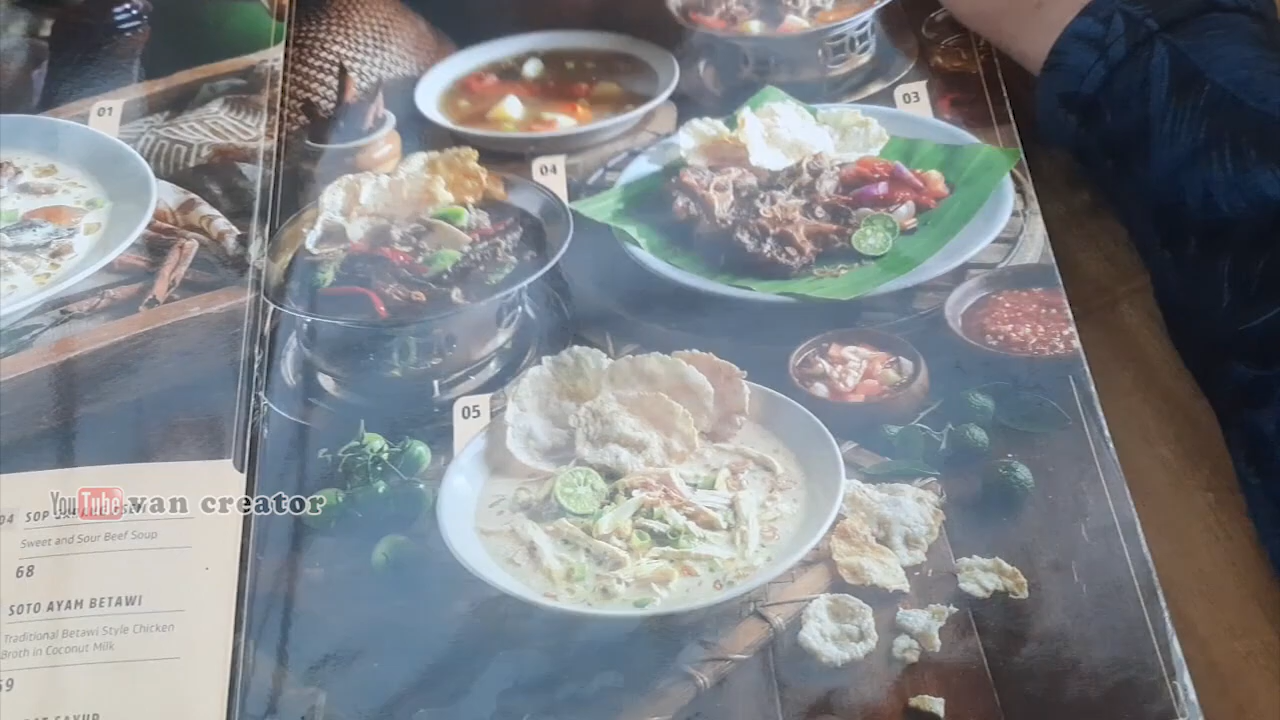 01
03
04
05
YouTube van creator
04 SOP
Sweet and Sour Beef Soup
68
SOTO AYAM BETAWI
Traditional Betawi Style Chicken
Broth in Coconut Milk
59
SAYUR